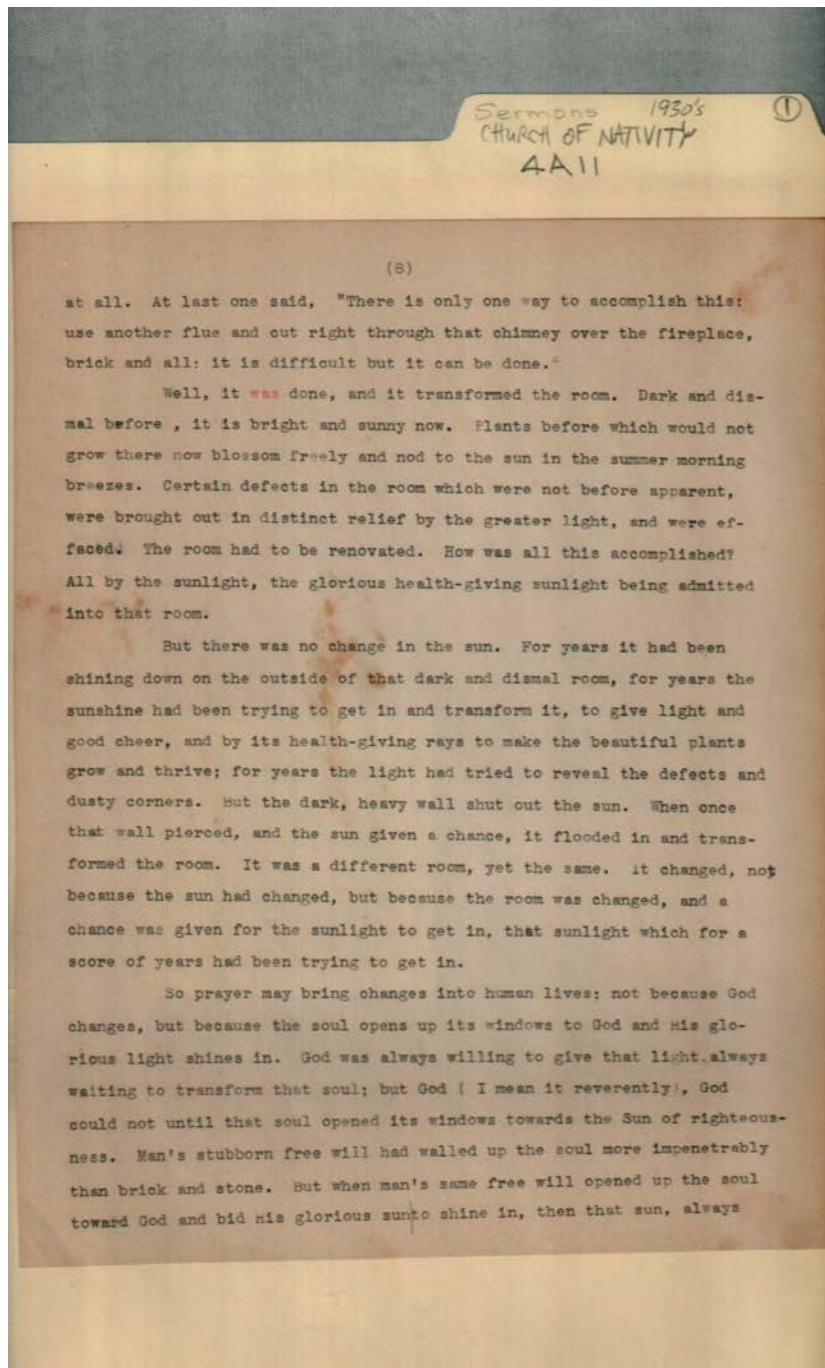 Sermons 1930's ①
CHURCH OF NATIVITY
4A11
(8)
at all. At last one said, "There is only one way to accomplish this:
use another flue and cut right through that chimney over the fireplace,
brick and all: it is difficult but it can be done."
Well, it was done, and it transformed the room. Dark and dis-
mal before , it is bright and sunny now. Plants before which would not
grow there now blossom freely and nod to the sun in the summer morning
breezes. Certain defects in the room which were not before apparent,
were brought out in distinct relief by the greater light, and were ef-
faced. The room had to be renovated. How was all this accomplished?
All by the sunlight, the glorious health-giving sunlight being admitted
into that room.
But there was no change in the sun. For years it had been
shining down on the outside of that dark and dismal room, for years the
sunshine had been trying to get in and transform it, to give light and
good cheer, and by its health-giving rays to make the beautiful plants
grow and thrive; for years the light had tried to reveal the defects and
dusty corners. But the dark, heavy wall shut out the sun. When once
that wall pierced, and the sun given a chance, it flooded in and trans-
formed the room. It was a different room, yet the same. It changed, not
because the sun had changed, but because the room was changed, and a
chance was given for the sunlight to get in, that sunlight which for a
score of years had been trying to get in.
So prayer may bring changes into human lives: not because God
changes, but because the soul opens up its windows to God and His glo-
rious light shines in. God was always willing to give that light.always
waiting to transform that soul; but God ( I mean it reverently), God
could not until that soul opened its windows towards the Sun of righteous-
ness. Man's stubborn free will had walled up the soul more impenetrably
than brick and stone. But when man's same free will opened up the soul
toward God and bid His glorious sunto shine in, then that sun, always